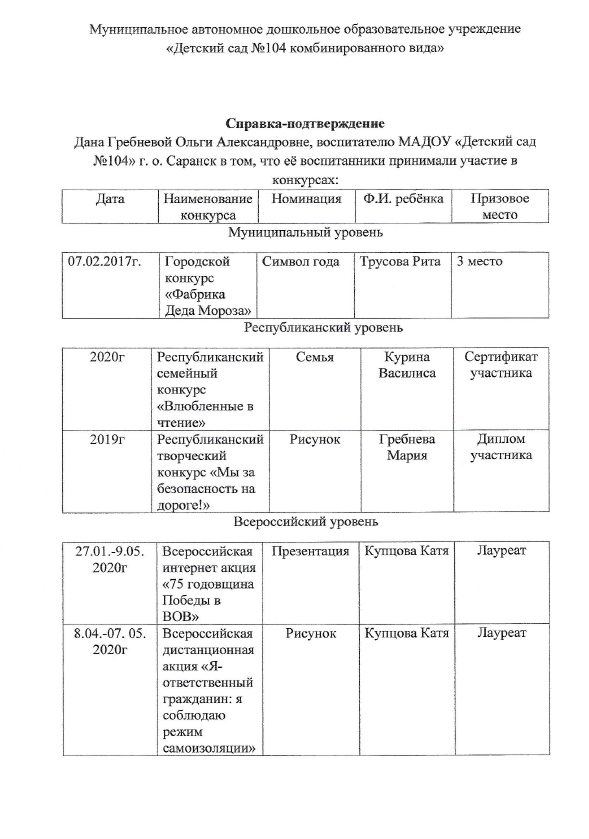 Муниципальное автономное дошкольное образовательное учреждение
«Детский сад №104 комбинированного вида»
Справка-подтверждение
Дана Гребневой Ольги Александровне, воспитателю МАДОУ «Детский сад
№104» г. о. Саранск в том, что её воспитанники принимали участие в
конкурсах:
Дата Наименование Номинация Ф.И. ребёнка Призовое
конкурса место
Муниципальный уровень
07.02.2017г. Городской Символ года Трусова Рита 3 место
конкурс
«Фабрика
Деда Мороза»
Республиканский уровень
2020г Республиканский Семья Курина Сертификат
семейный Василиса участника
конкурс
«Влюбленные в
чтение»
2019г Республиканский Рисунок Гребнева Диплом
творческий Мария участника
конкурс «Мы за
безопасность на
дороге!»
Всероссийский уровень
27.01.-9.05. Всероссийская Презентация Купцова Катя Лауреат
2020г интернет акция
«75 годовщина
Победы в
ВОВ»
8.04.-07. 05. Всероссийская Рисунок Купцова Катя Лауреат
2020г дистанционная
акция «Я-
ответственный
гражданин: я
соблюдаю
режим
самоизоляции»